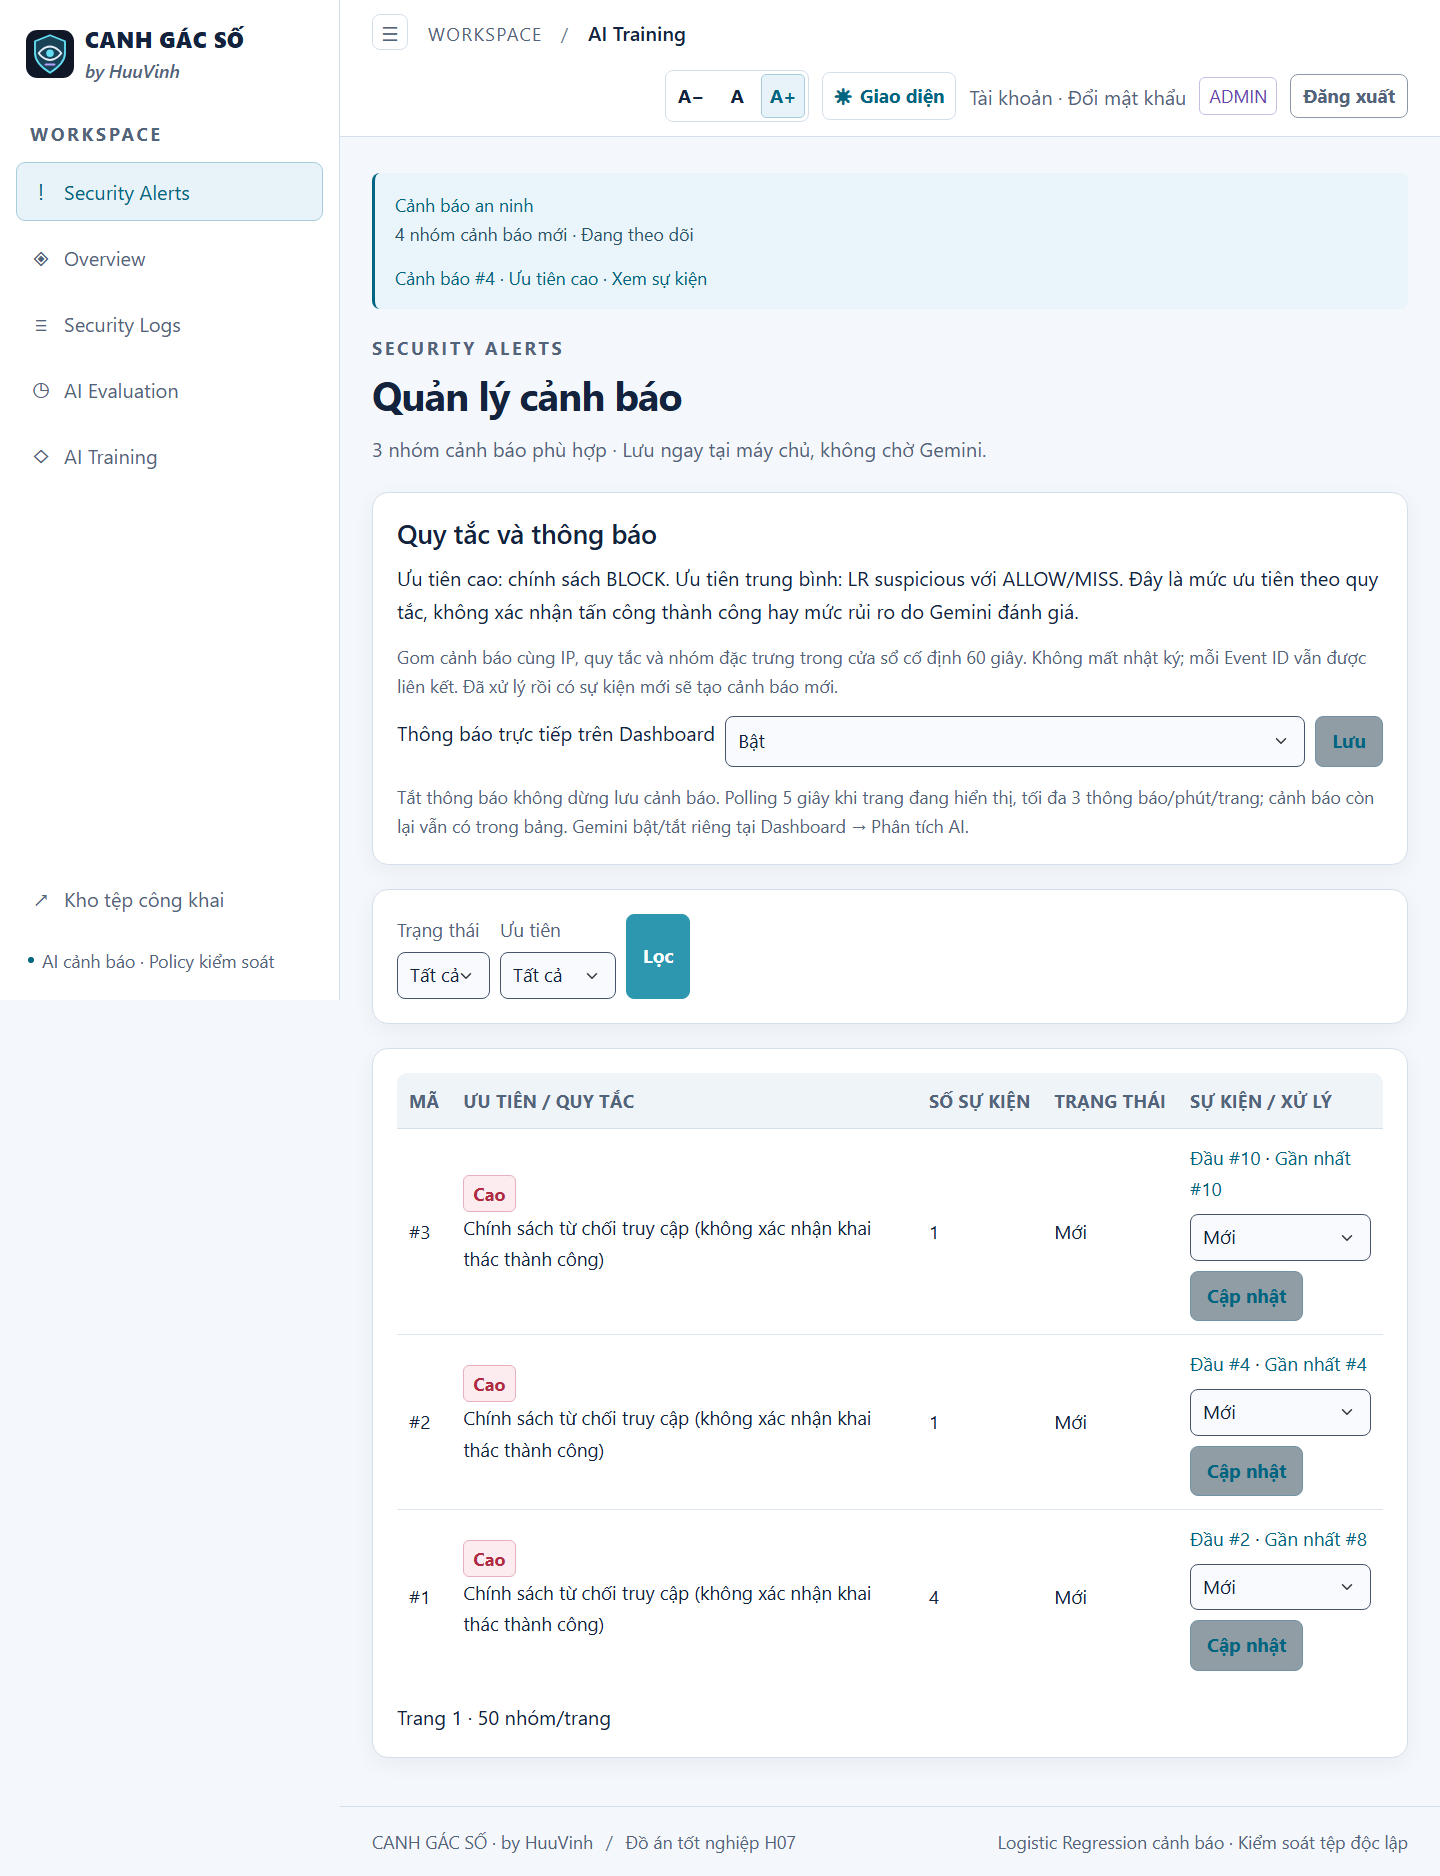 CANH GÁC SỐ
by HuuVinh
WORKSPACE
! Security Alerts
Overview
Security Logs
AI Evaluation
AI Training
Kho tệp công khai
AI cảnh báo · Policy kiểm soát
WORKSPACE / AI Training
A− A A+ Giao diện Tài khoản · Đổi mật khẩu ADMIN Đăng xuất
Cảnh báo an ninh
4 nhóm cảnh báo mới · Đang theo dõi
Cảnh báo #4 · Ưu tiên cao · Xem sự kiện
SECURITY ALERTS
Quản lý cảnh báo
3 nhóm cảnh báo phù hợp · Lưu ngay tại máy chủ, không chờ Gemini.
Quy tắc và thông báo
Ưu tiên cao: chính sách BLOCK. Ưu tiên trung bình: LR suspicious với ALLOW/MISS. Đây là mức ưu tiên theo quy
tắc, không xác nhận tấn công thành công hay mức rủi ro do Gemini đánh giá.
Gom cảnh báo cùng IP, quy tắc và nhóm đặc trưng trong cửa sổ cố định 60 giây. Không mất nhật ký; mỗi Event ID vẫn được
liên kết. Đã xử lý rồi có sự kiện mới sẽ tạo cảnh báo mới.
Thông báo trực tiếp trên Dashboard Bật Lưu
Tắt thông báo không dừng lưu cảnh báo. Polling 5 giây khi trang đang hiển thị, tối đa 3 thông báo/phút/trang; cảnh báo còn
lại vẫn có trong bảng. Gemini bật/tắt riêng tại Dashboard → Phân tích AI.
Trạng thái Ưu tiên
Tất cả Tất cả Lọc
MÃ ƯU TIÊN / QUY TẮC SỐ SỰ KIỆN TRẠNG THÁI SỰ KIỆN / XỬ LÝ
#3 Cao
Chính sách từ chối truy cập (không xác nhận khai
thác thành công)
1 Mới
Đầu #10 · Gần nhất
#10
Mới
Cập nhật
#2 Cao
Chính sách từ chối truy cập (không xác nhận khai
thác thành công)
1 Mới
Đầu #4 · Gần nhất #4
Mới
Cập nhật
#1 Cao
Chính sách từ chối truy cập (không xác nhận khai
thác thành công)
4 Mới
Đầu #2 · Gần nhất #8
Mới
Cập nhật
Trang 1 · 50 nhóm/trang
CANH GÁC SỐ · by HuuVinh / Đồ án tốt nghiệp H07
Logistic Regression cảnh báo · Kiểm soát tệp độc lập